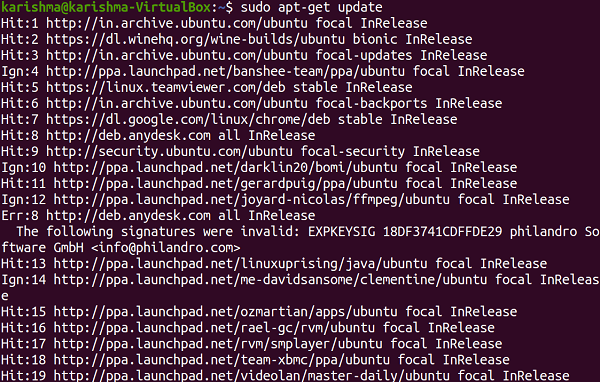 karishma@karishma-VirtualBox:~$ sudo apt-get update
Hit:1 http://in.archive.ubuntu.com/ubuntu focal InRelease
Hit:2 https://dl.winehq.org/wine-builds/ubuntu bionic InRelease
Hit:3 http://in.archive.ubuntu.com/ubuntu focal-updates InRelease
Ign:4 http://ppa.launchpad.net/banshee-team/ppa/ubuntu focal InRelease
Hit:5 https://linux.teamviewer.com/deb stable InRelease
Hit:6 http://in.archive.ubuntu.com/ubuntu focal-backports InRelease
Hit:7 https://dl.google.com/linux/chrome/deb stable InRelease
Hit:8 http://deb.anydesk.com all InRelease
Hit:9 http://security.ubuntu.com/ubuntu focal-security InRelease
Ign:10 http://ppa.launchpad.net/darklin20/bomi/ubuntu focal InRelease
Hit:11 http://ppa.launchpad.net/gerardpuig/ppa/ubuntu focal InRelease
Ign:12 http://ppa.launchpad.net/joyard-nicolas/ffmpeg/ubuntu focal InRelease
Err:8 http://deb.anydesk.com all InRelease
The following signatures were invalid: EXPKEYSIG 18DF3741CDFFDE29 philandro So
ftware GmbH <info@philandro.com>
Hit:13 http://ppa.launchpad.net/linuxuprising/java/ubuntu focal InRelease
Ign:14 http://ppa.launchpad.net/me-davidsansome/clementine/ubuntu focal InReleas
e
Hit:15 http://ppa.launchpad.net/ozmartian/apps/ubuntu focal InRelease
Hit:16 http://ppa.launchpad.net/rael-gc/rvm/ubuntu focal InRelease
Hit:17 http://ppa.launchpad.net/rvm/smplayer/ubuntu focal InRelease
Hit:18 http://ppa.launchpad.net/team-xbmc/ppa/ubuntu focal InRelease
Hit:19 http://ppa.launchpad.net/videolan/master-daily/ubuntu focal InRelease